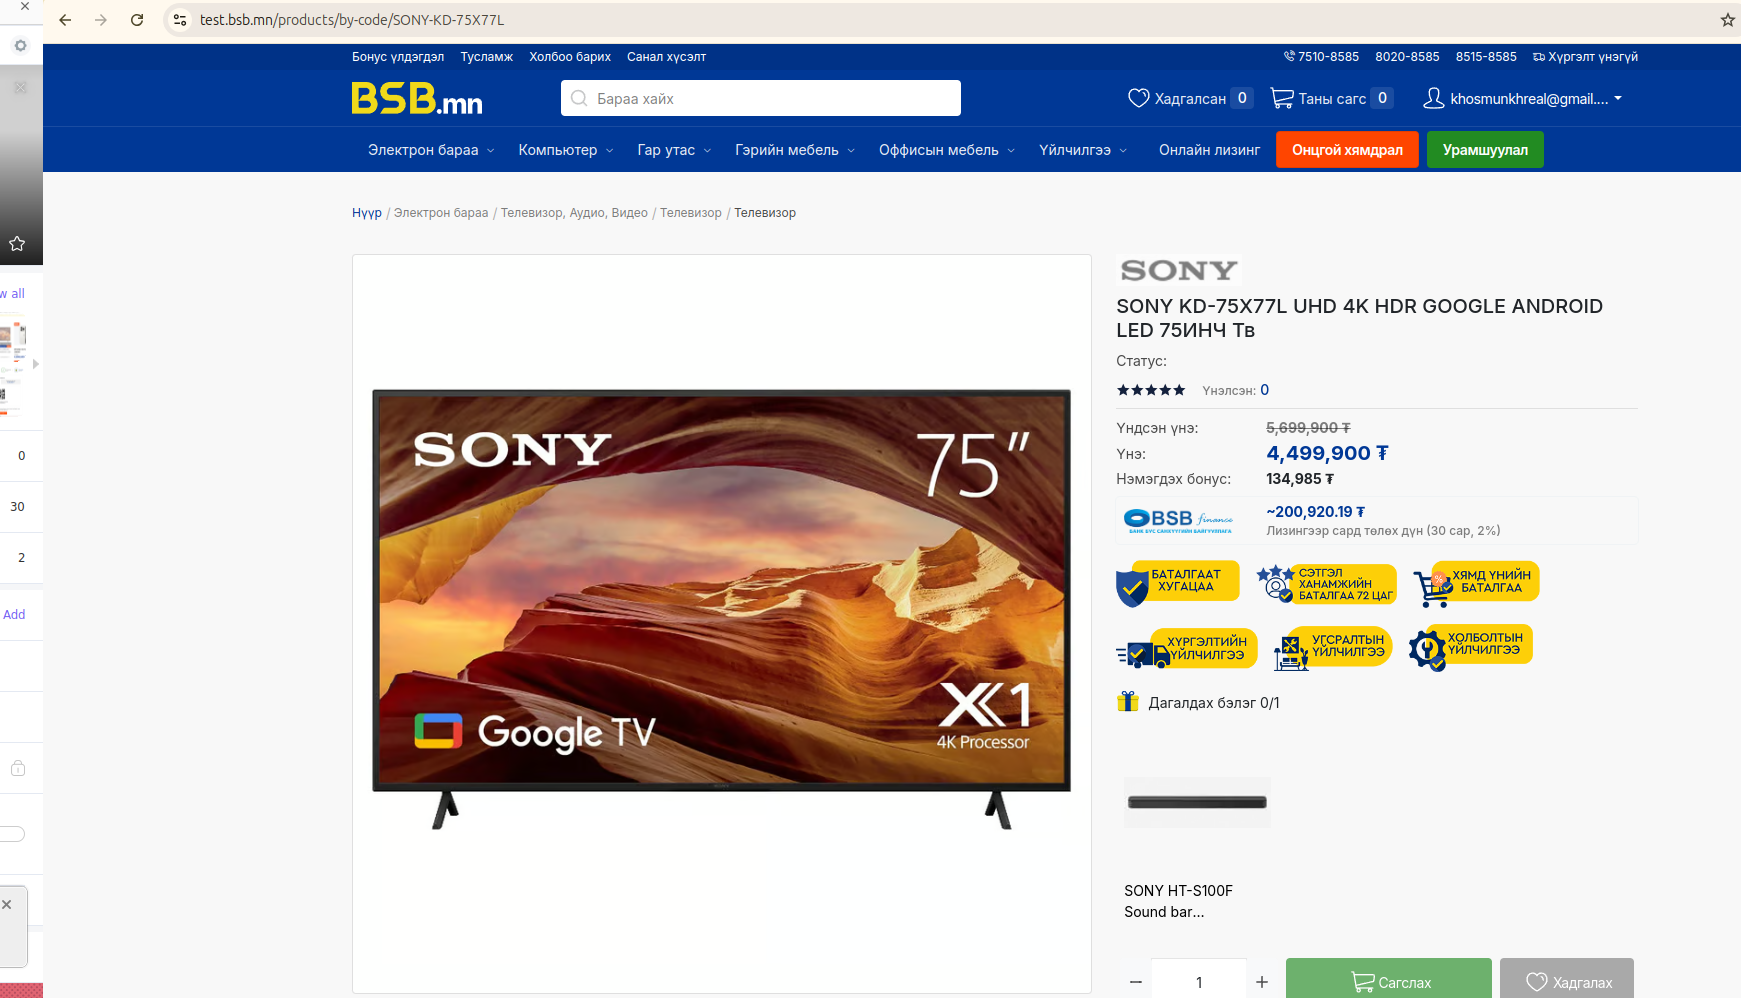 test.bsb.mn/products/by-code/SONY-KD-75X77L
Бонус үлдэгдэл Тусламж Холбоо барих Санал хүсэлт
7510-8585 8020-8585 8515-8585 Хүргэлт үнэгүй
BSB.mn
Бараа хайх
Хадгалсан 0 Таны сагс 0 khosmunkhreal@gmail....
Электрон бараа Компьютер Гар утас Гэрийн мебель Оффисын мебель Үйлчилгээ Онлайн лизинг Онцгой хямдрал Урамшуулал
w all
0
30
2
Add
Нүүр / Электрон бараа / Телевизор, Аудио, Видео / Телевизор / Телевизор
SONY
75"
Google TV
X1
4K Processor
SONY
SONY KD-75X77L UHD 4K HDR GOOGLE ANDROID
LED 75ИНЧ Тв
Статус:
Үнэлсэн: 0
Үндсэн үнэ: 5,699,900 ₮
Үнэ: 4,499,900 ₮
Нэмэгдэх бонус: 134,985 ₮
BSB finance
БАНК БУС САНХҮҮГИЙН БАЙГУУЛЛАГА
~200,920.19 ₮
Лизингээр сард төлөх дүн (30 сар, 2%)
БАТАЛГААТ
ХУГАЦАА
СЭТГЭЛ
ХАНАМЖИЙН
БАТАЛГАА 72 ЦАГ
ХЯМД ҮНИЙН
БАТАЛГАА
ХҮРГЭЛТИЙН
ҮЙЛЧИЛГЭЭ
УГСРАЛТЫН
ҮЙЛЧИЛГЭЭ
ХОЛБОЛТЫН
ҮЙЛЧИЛГЭЭ
Дагалдах бэлэг 0/1
SONY HT-S100F
Sound bar...
− 1 + Сагслах Хадгалах